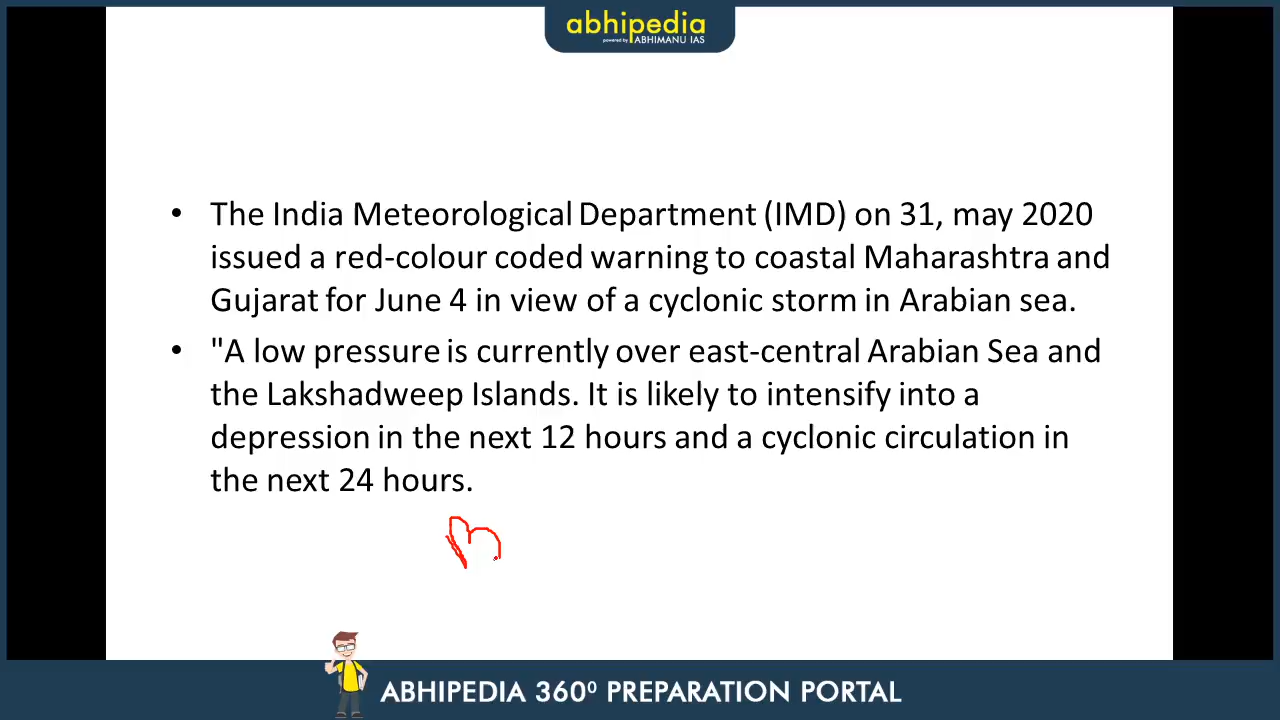 abhipedia
powered by ABHIMANU IAS
• The India Meteorological Department (IMD) on 31, may 2020
issued a red-colour coded warning to coastal Maharashtra and
Gujarat for June 4 in view of a cyclonic storm in Arabian sea.
• "A low pressure is currently over east-central Arabian Sea and
the Lakshadweep Islands. It is likely to intensify into a
depression in the next 12 hours and a cyclonic circulation in
the next 24 hours.
ABHIPEDIA 360⁰ PREPARATION PORTAL